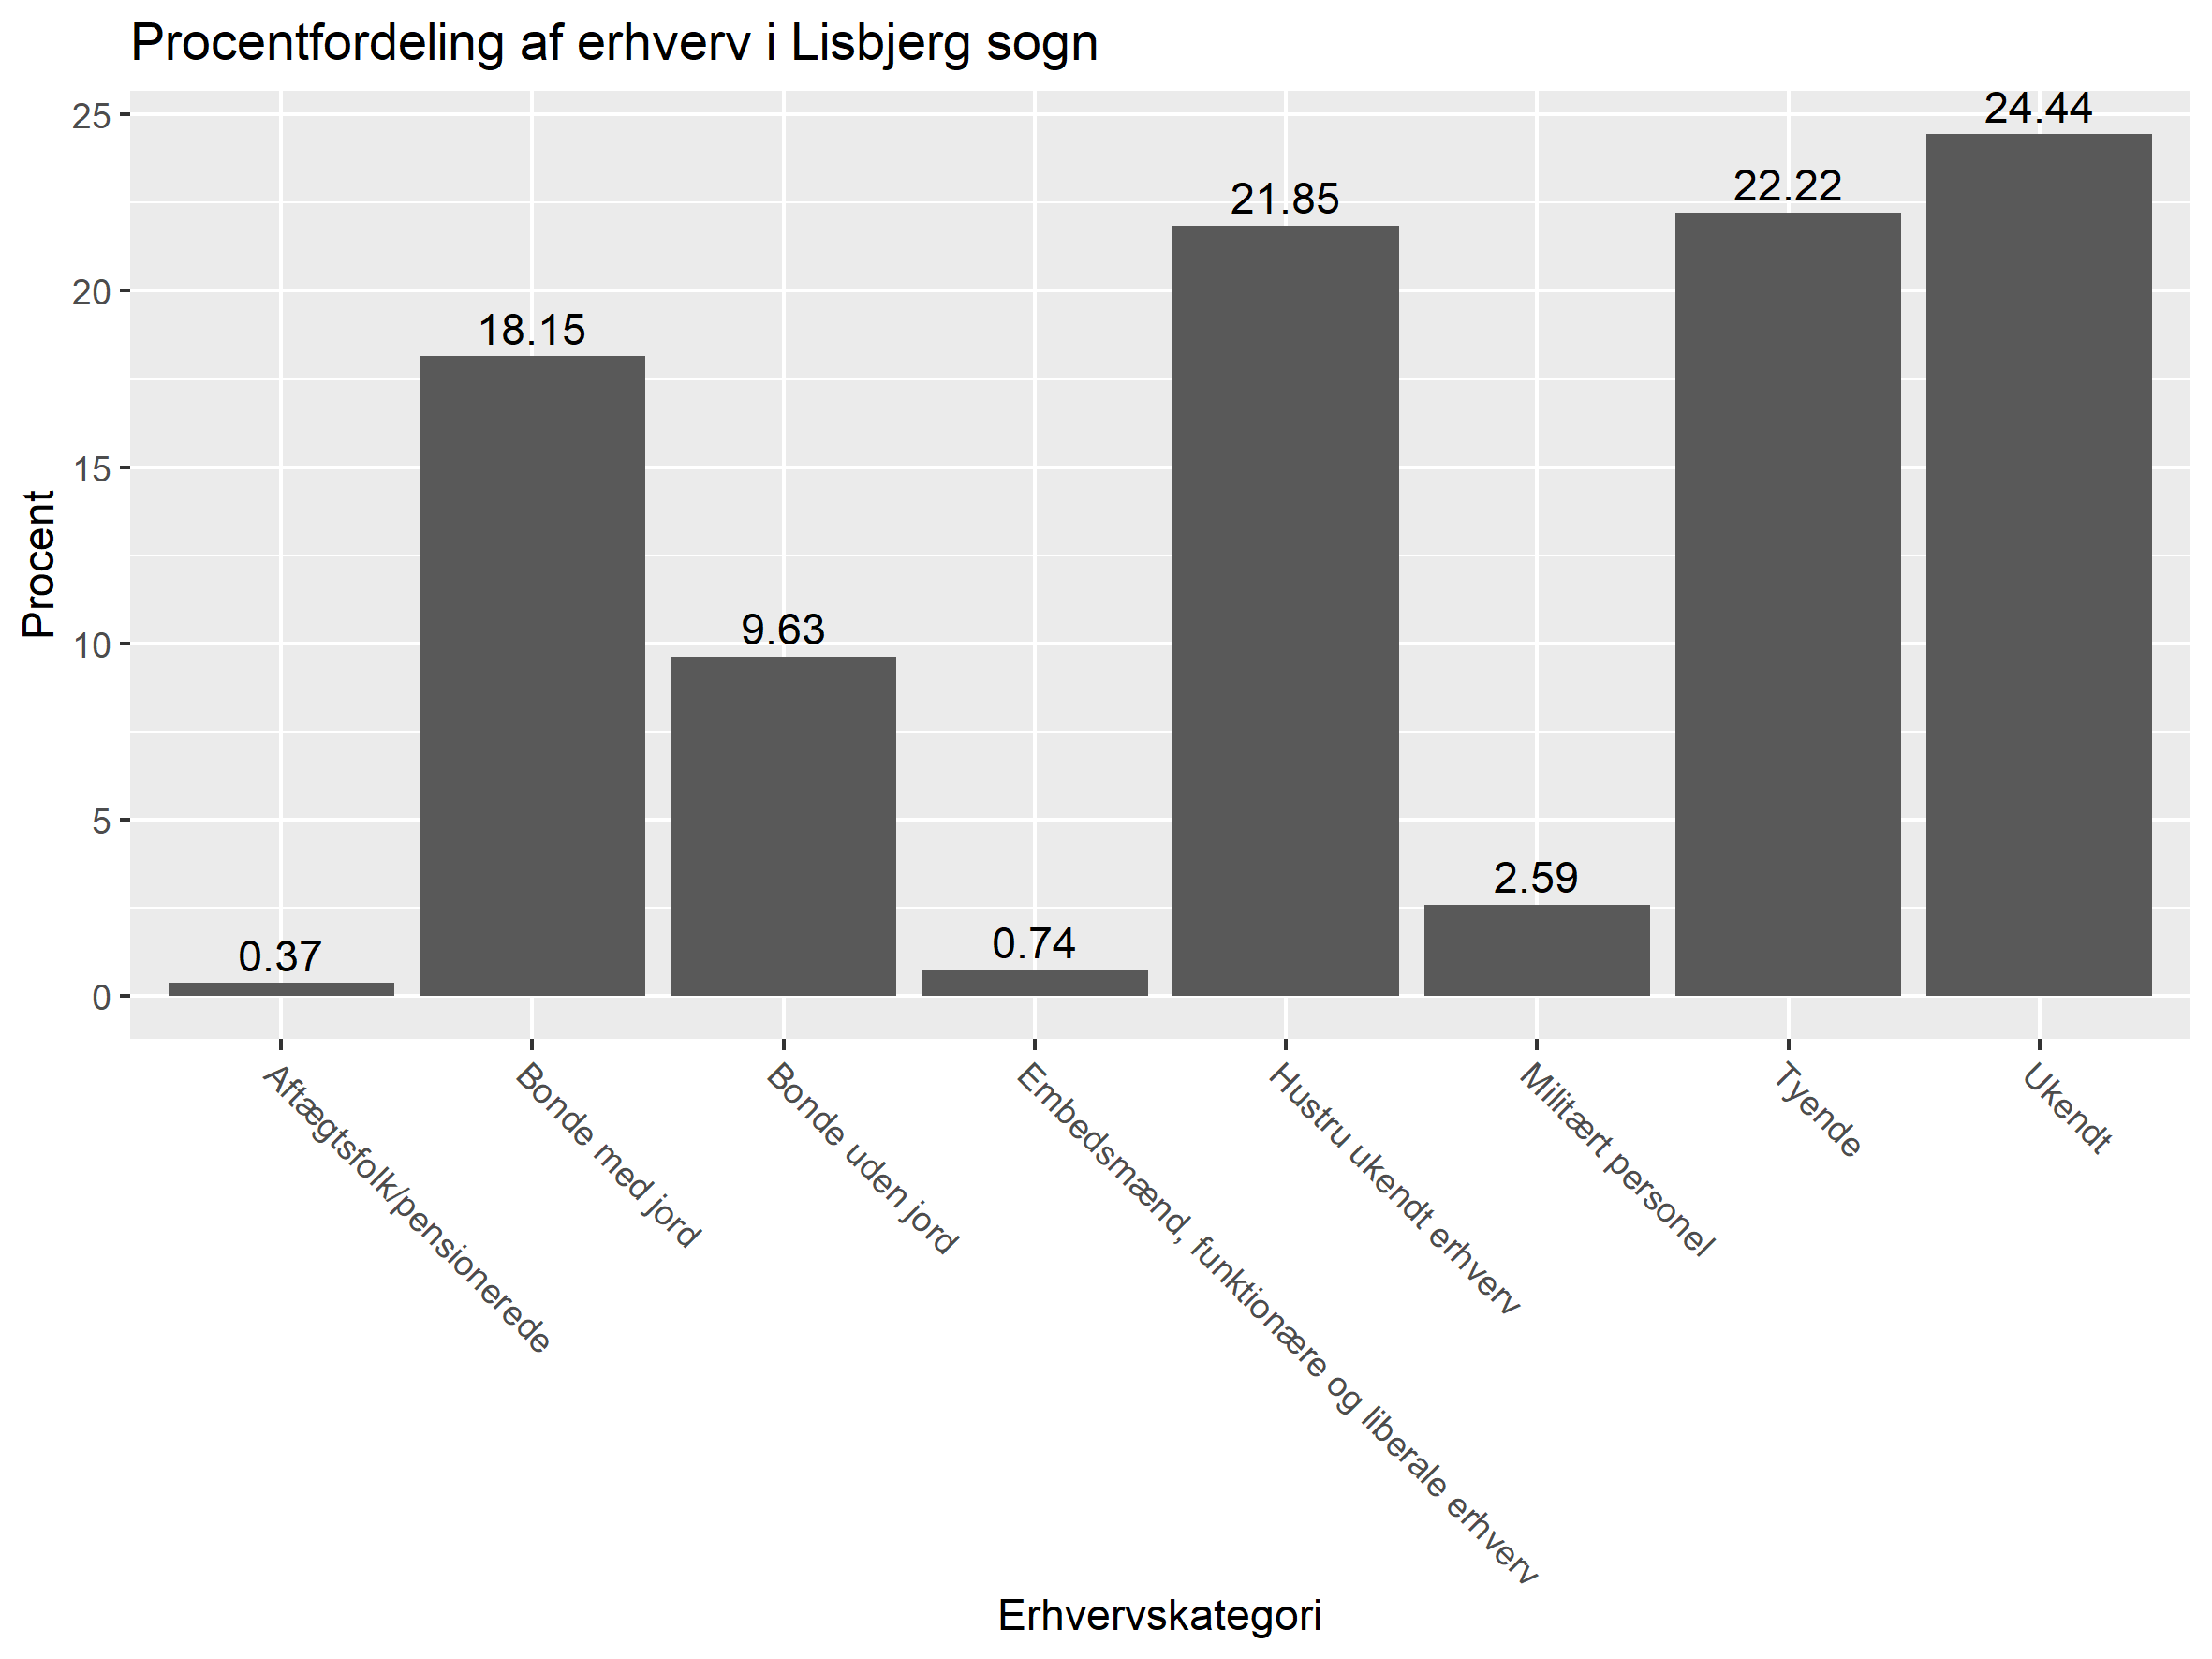 Procentfordeling af erhverv i Lisbjerg sogn
Procent
25
20
15
10
5
0
0.37
18.15
9.63
0.74
21.85
2.59
22.22
24.44
Aftægtsfolk/pensionerede
Bonde med jord
Bonde uden jord
Embedsmænd, funktionære og liberale erhverv
Hustru ukendt erhverv
Militært personel
Tyende
Ukendt
Erhvervskategori